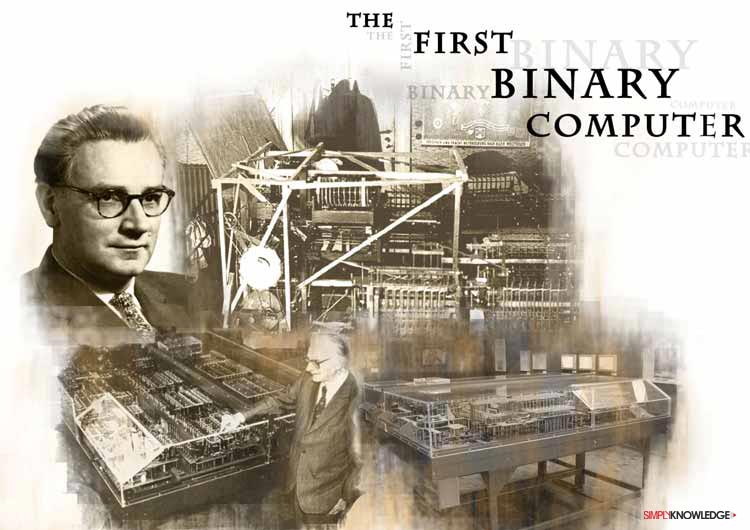 THE
THE
FIRST
FIRST
BINARY
BINARY
BINARY
COMPUTER
COMPUTER
COMPUTER
SIMPLYKNOWLEDGE